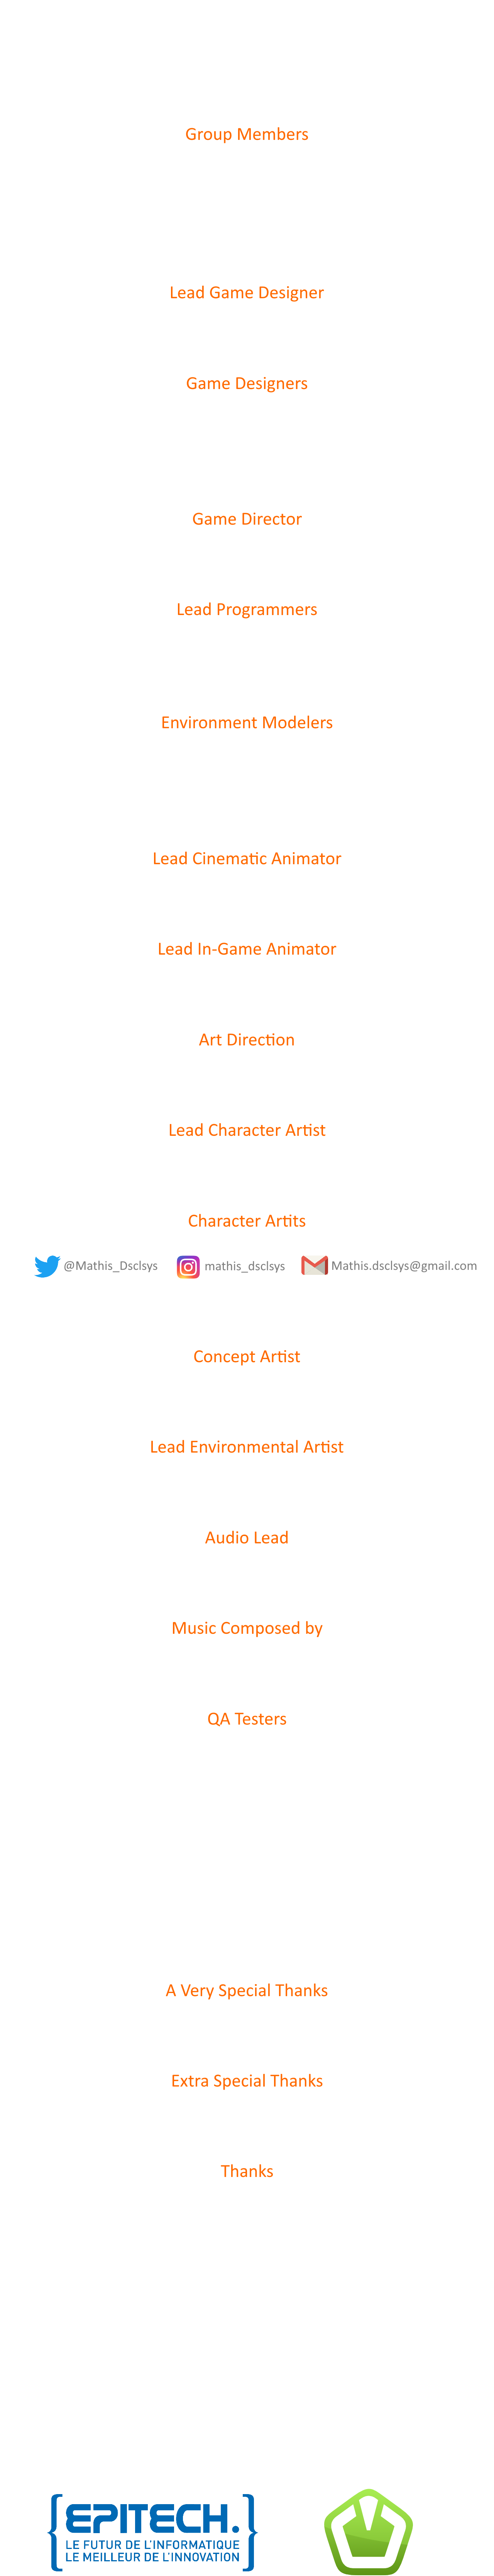 Group Members
Lead Game Designer
Game Designers
Game Director
Lead Programmers
Environment Modelers
Lead Cinematic Animator
Lead In-Game Animator
Art Direction
Lead Character Artist
Character Artits
@Mathis_Dsclsys mathis_dsclsys Mathis.dsclsys@gmail.com
Concept Artist
Lead Environmental Artist
Audio Lead
Music Composed by
QA Testers
A Very Special Thanks
Extra Special Thanks
Thanks
{EPITECH.}
LE FUTUR DE L'INFORMATIQUE
LE MEILLEUR DE L'INNOVATION